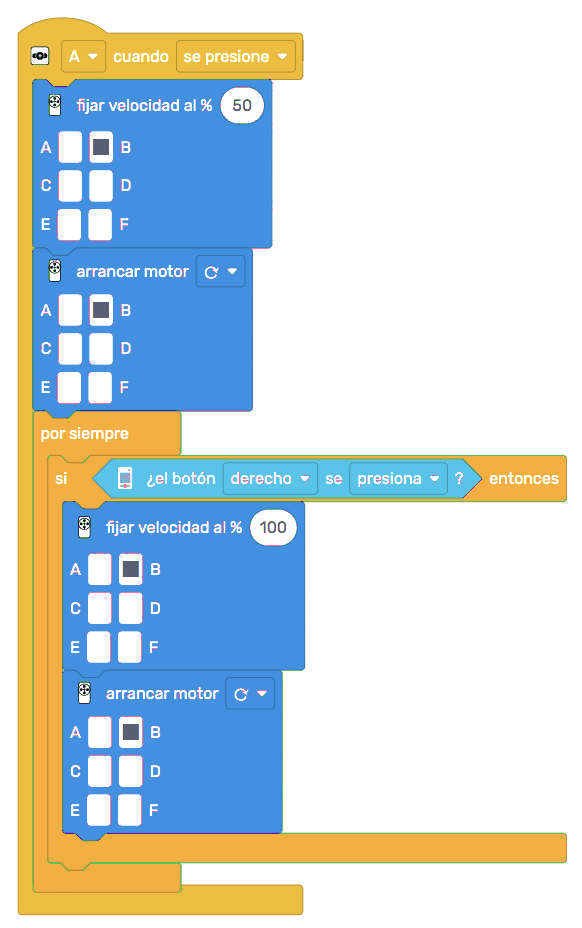 A cuando se presione
fijar velocidad al % 50
A B
C D
E F
arrancar motor
A B
C D
E F
por siempre
si ¿el botón derecho se presiona ? entonces
fijar velocidad al % 100
A B
C D
E F
arrancar motor
A B
C D
E F